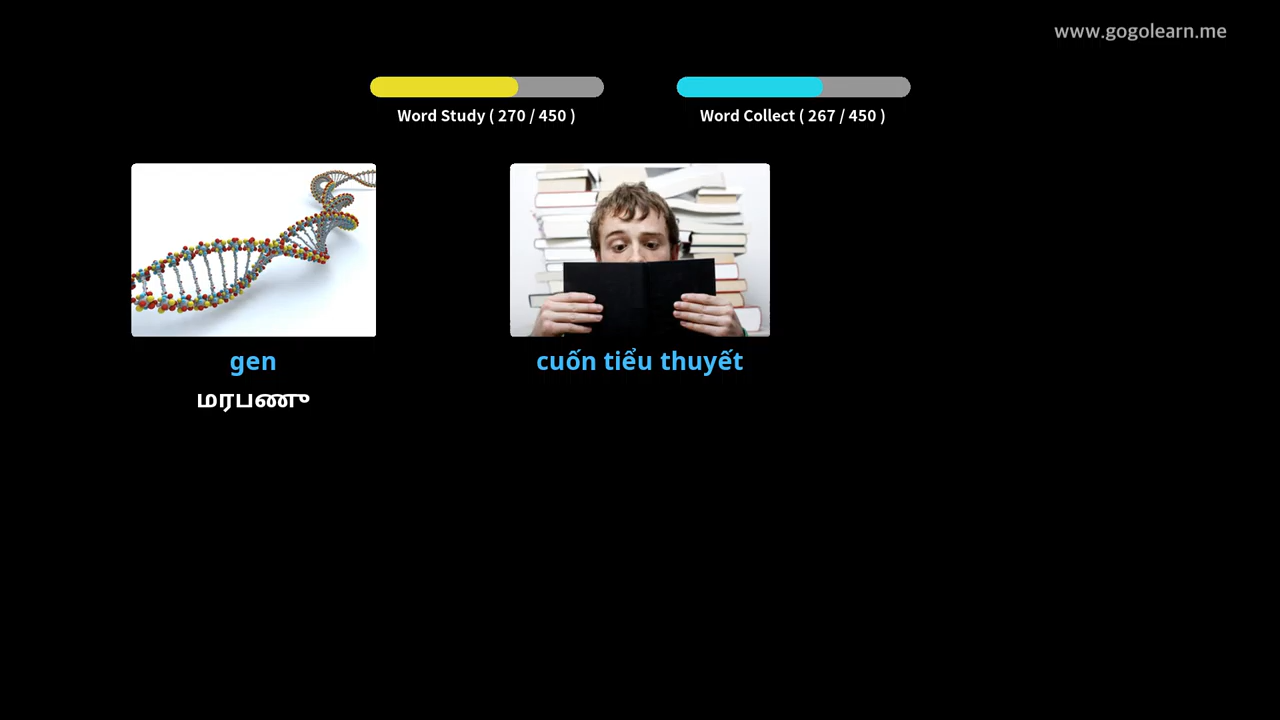 www.gogolearn.me
Word Study ( 270 / 450 )
Word Collect ( 267 / 450 )
gen
மரபணு
cuốn tiểu thuyết